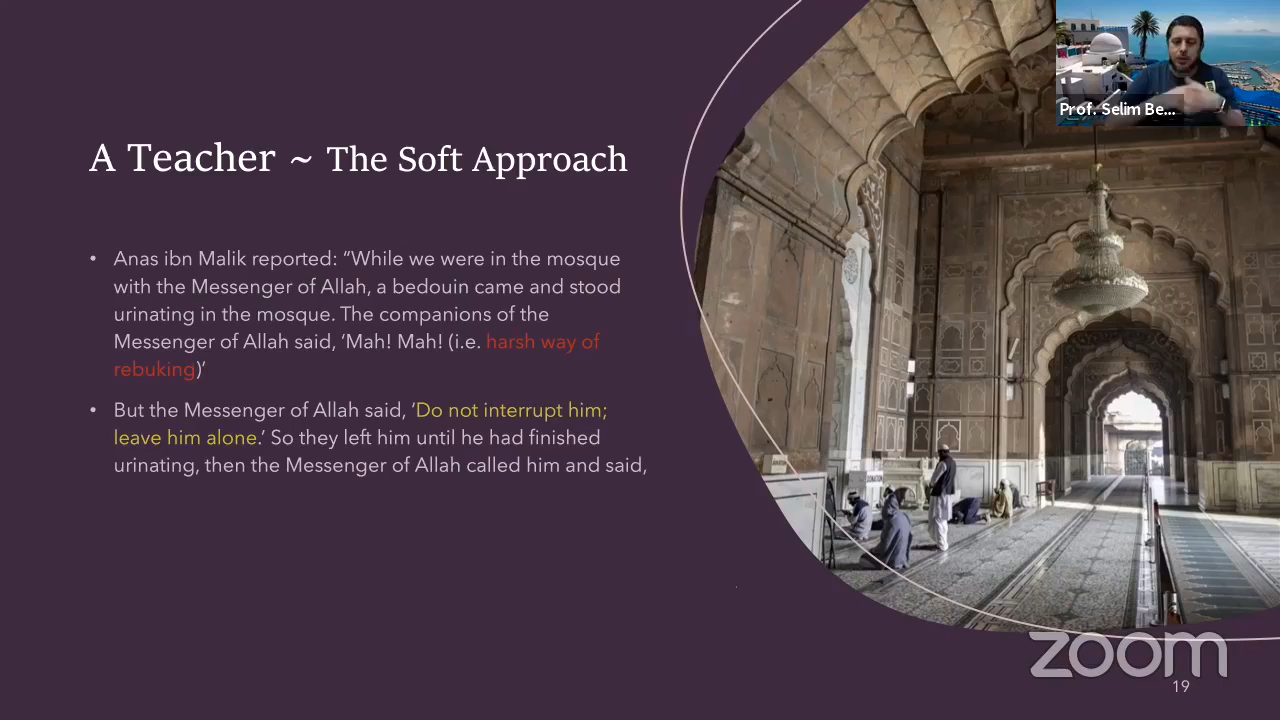 Prof. Selim Be...
A Teacher ~ The Soft Approach
• Anas ibn Malik reported: “While we were in the mosque
with the Messenger of Allah, a bedouin came and stood
urinating in the mosque. The companions of the
Messenger of Allah said, ‘Mah! Mah! (i.e. harsh way of
rebuking)’
• But the Messenger of Allah said, ‘Do not interrupt him;
leave him alone.’ So they left him until he had finished
urinating, then the Messenger of Allah called him and said,
zoom
19